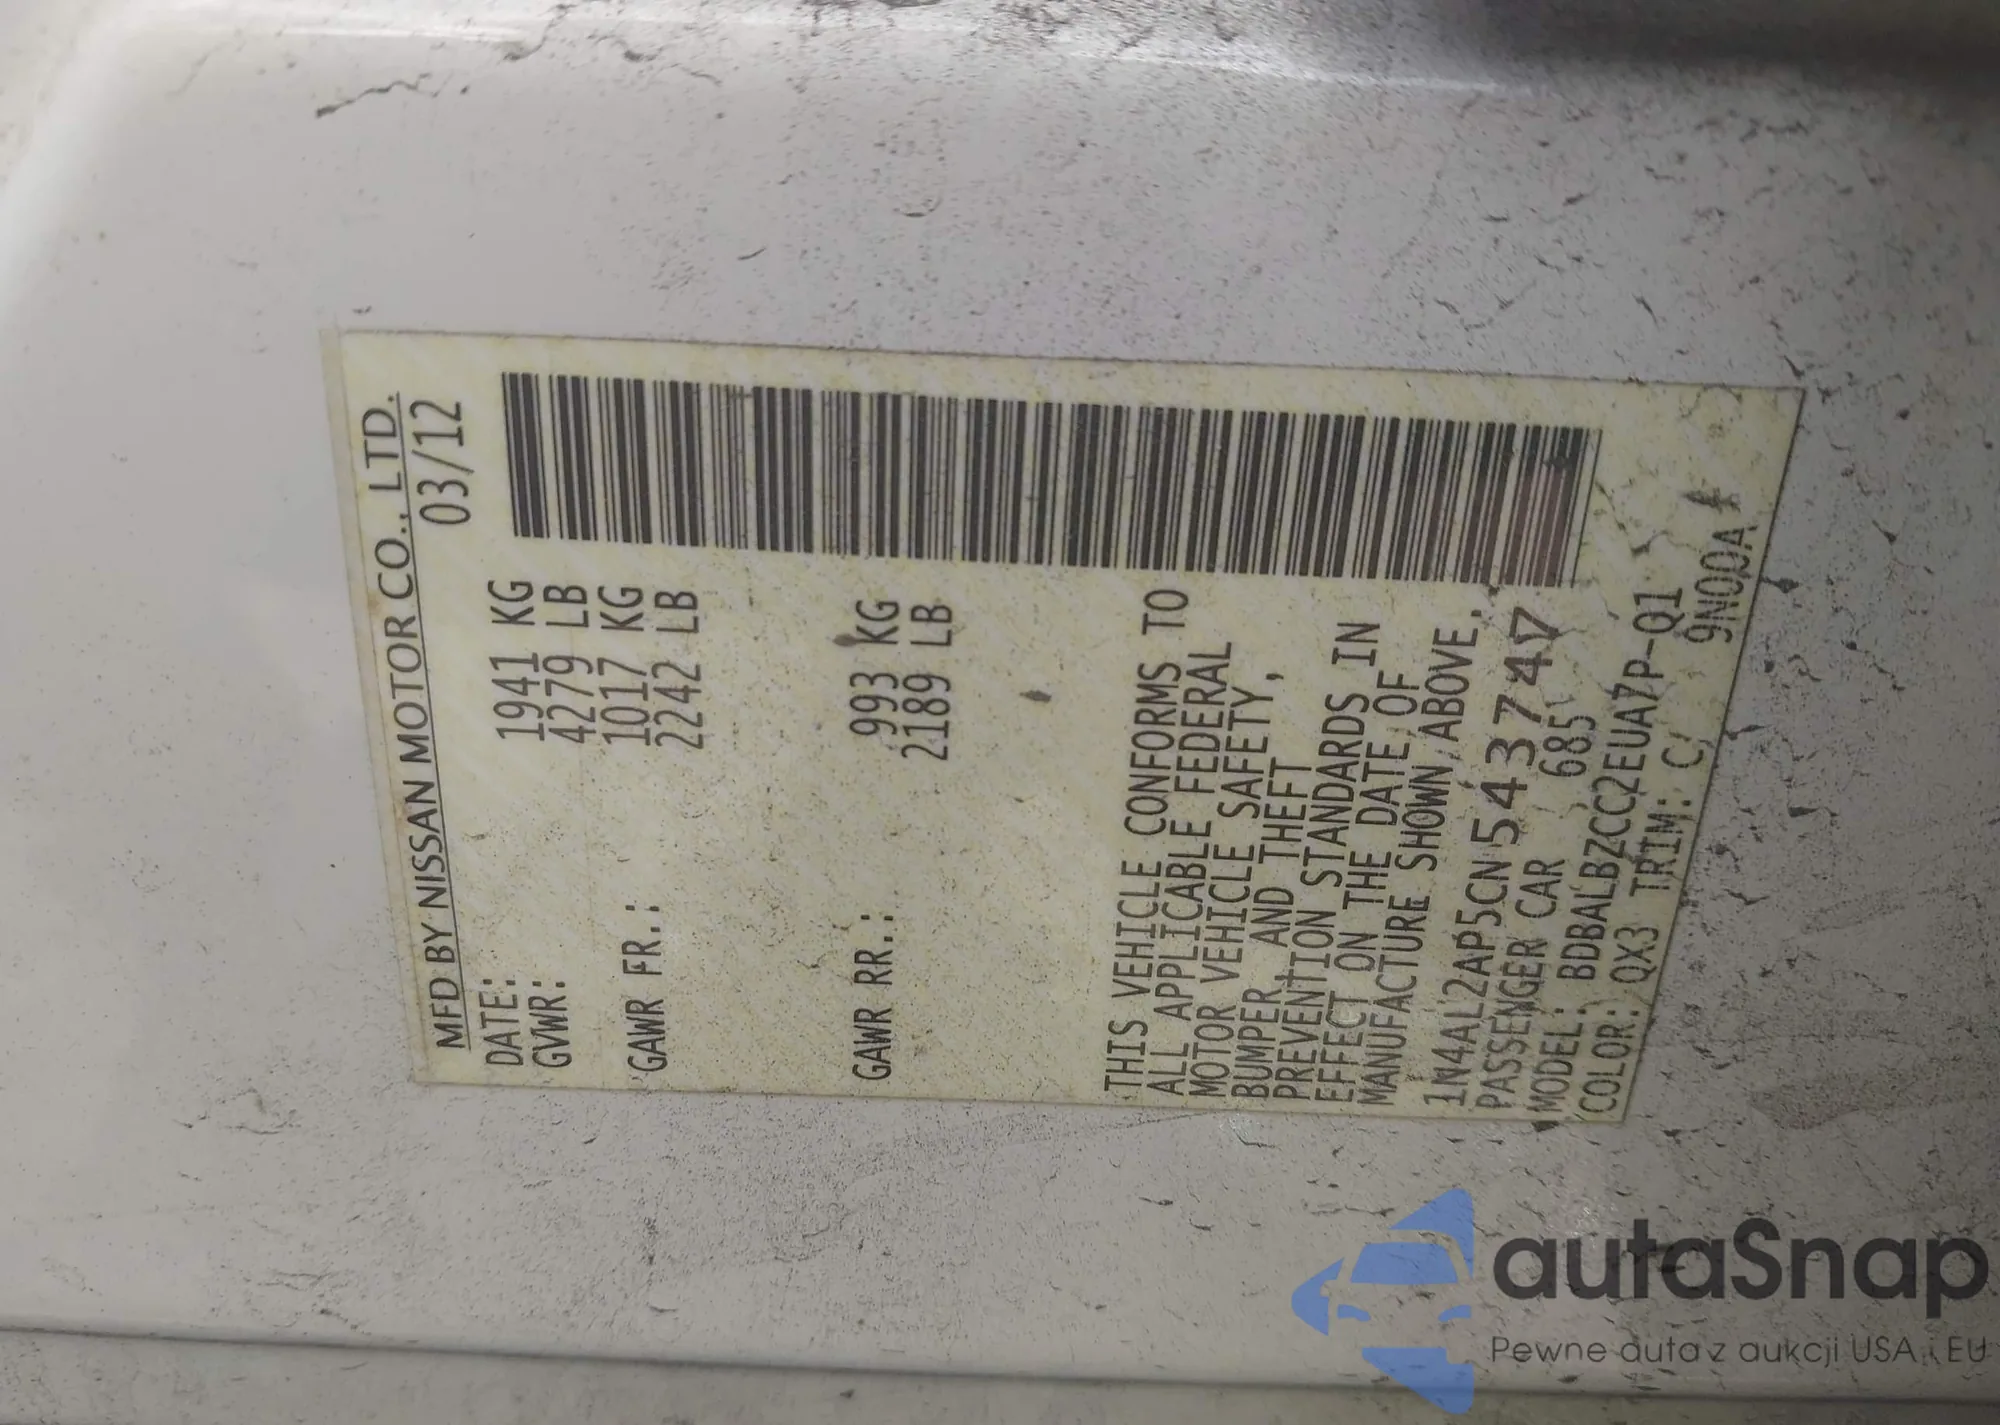 MFD BY NISSAN MOTOR CO., LTD.
DATE: 03/12
GVWR: 1941 KG
4279 LB
GAWR FR.: 1017 KG
2242 LB
GAWR RR.: 993 KG
2189 LB
THIS VEHICLE CONFORMS TO
ALL APPLICABLE FEDERAL
MOTOR VEHICLE SAFETY,
BUMPER, AND THEFT
PREVENTION STANDARDS IN
EFFECT ON THE DATE OF
MANUFACTURE SHOWN ABOVE.
1N4AL2AP5CN543747
PASSENGER CAR 685
MODEL: BDBALBZCC2EUA7P-Q1
COLOR: QX3 TRIM: C 9N00A
autaSnap
Pewne auta z aukcji USA i EU